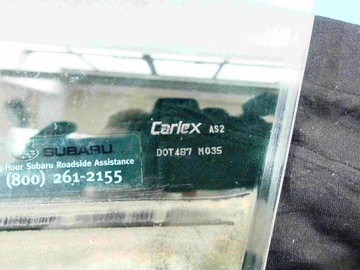 Carlex AS2
DOT487 M035
SUBARU
Hour Subaru Roadside Assistance
(800) 261-2155